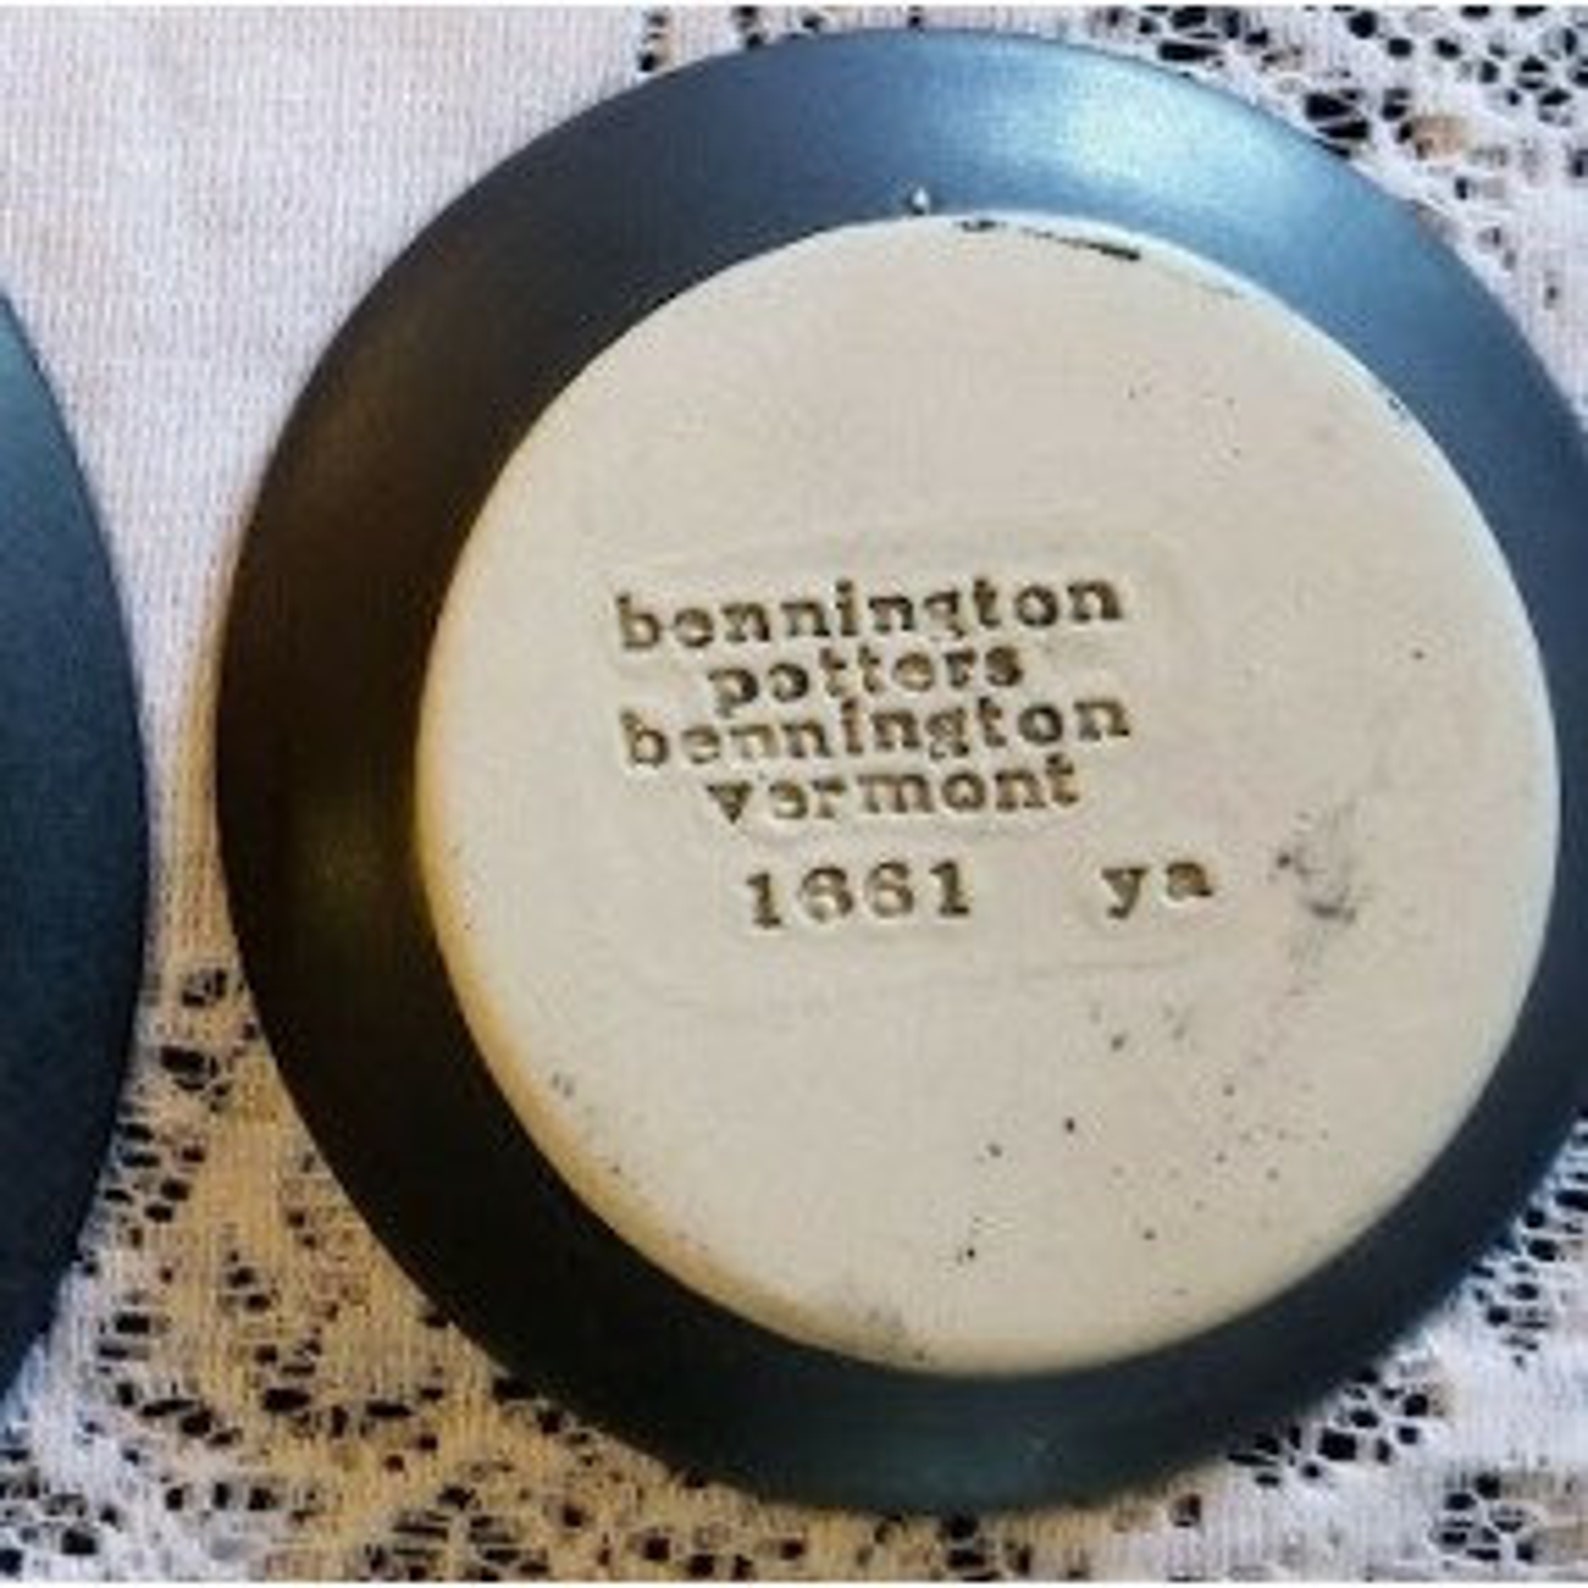 bennington
potters
bennington
vermont
1661 ya